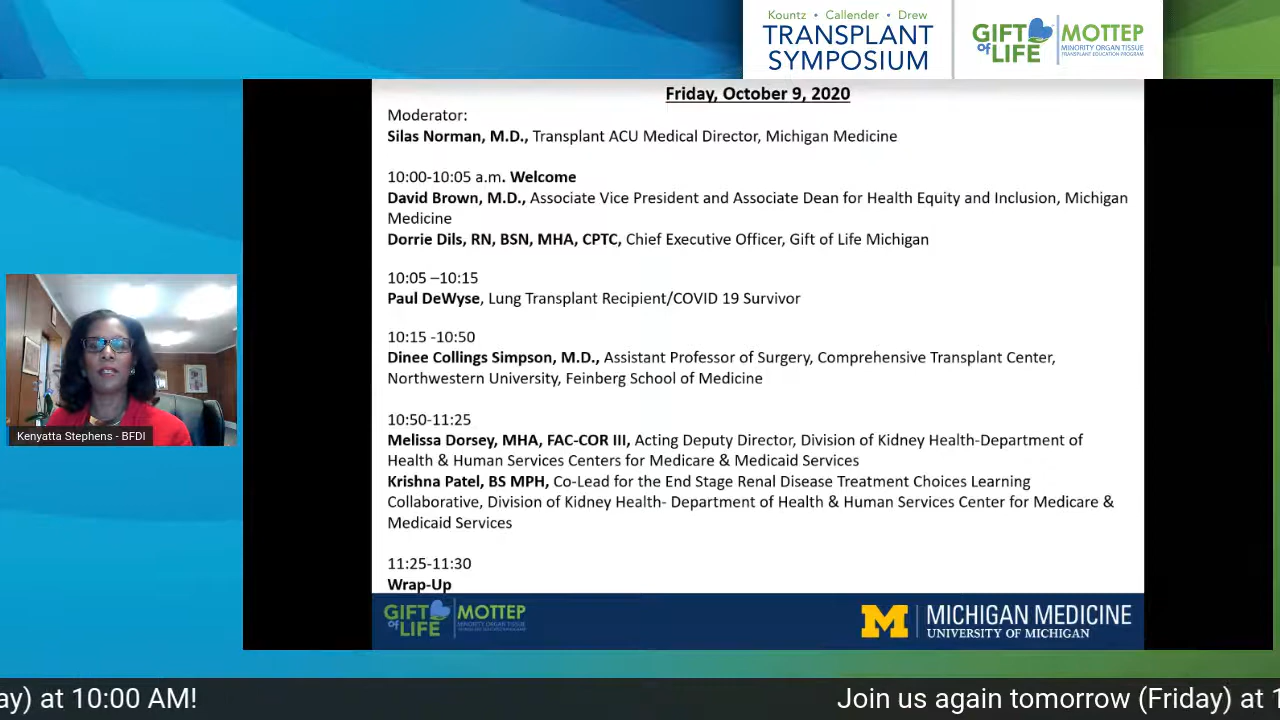 Kountz • Callender • Drew
TRANSPLANT
SYMPOSIUM
GIFT of LIFE
MOTTEP
MINORITY ORGAN TISSUE
TRANSPLANT EDUCATION PROGRAM
Friday, October 9, 2020
Moderator:
Silas Norman, M.D., Transplant ACU Medical Director, Michigan Medicine
10:00-10:05 a.m. Welcome
David Brown, M.D., Associate Vice President and Associate Dean for Health Equity and Inclusion, Michigan
Medicine
Dorrie Dils, RN, BSN, MHA, CPTC, Chief Executive Officer, Gift of Life Michigan
10:05 –10:15
Paul DeWyse, Lung Transplant Recipient/COVID 19 Survivor
10:15 -10:50
Dinee Collings Simpson, M.D., Assistant Professor of Surgery, Comprehensive Transplant Center,
Northwestern University, Feinberg School of Medicine
10:50-11:25
Melissa Dorsey, MHA, FAC-COR III, Acting Deputy Director, Division of Kidney Health-Department of
Health & Human Services Centers for Medicare & Medicaid Services
Krishna Patel, BS MPH, Co-Lead for the End Stage Renal Disease Treatment Choices Learning
Collaborative, Division of Kidney Health- Department of Health & Human Services Center for Medicare &
Medicaid Services
11:25-11:30
Wrap-Up
Kenyatta Stephens - BFDI
GIFT of LIFE
MOTTEP
MINORITY ORGAN TISSUE
TRANSPLANT EDUCATION PROGRAM
M
MICHIGAN MEDICINE
UNIVERSITY OF MICHIGAN
ay) at 10:00 AM!
Join us again tomorrow (Friday) at 1